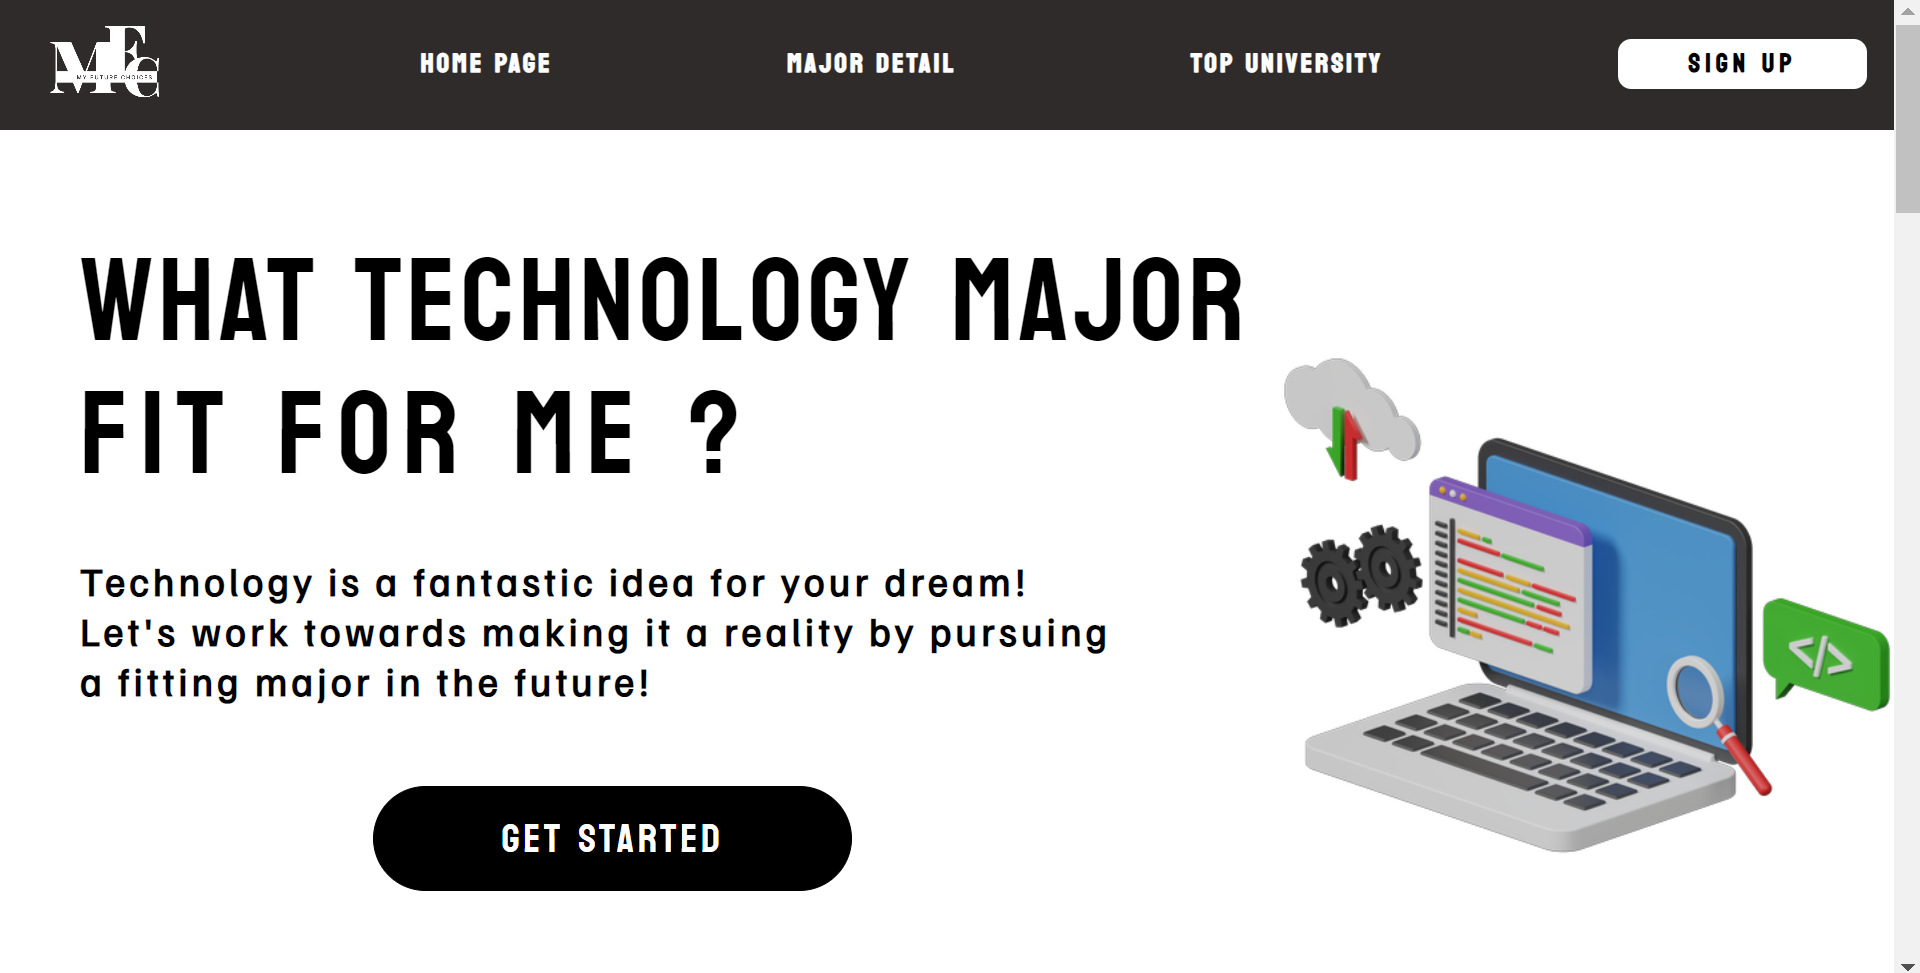 MFC
MY FUTURE CHOICES
HOME PAGE
MAJOR DETAIL
TOP UNIVERSITY
SIGN UP
WHAT TECHNOLOGY MAJOR
FIT FOR ME ?
Technology is a fantastic idea for your dream!
Let's work towards making it a reality by pursuing
a fitting major in the future!
</>
GET STARTED